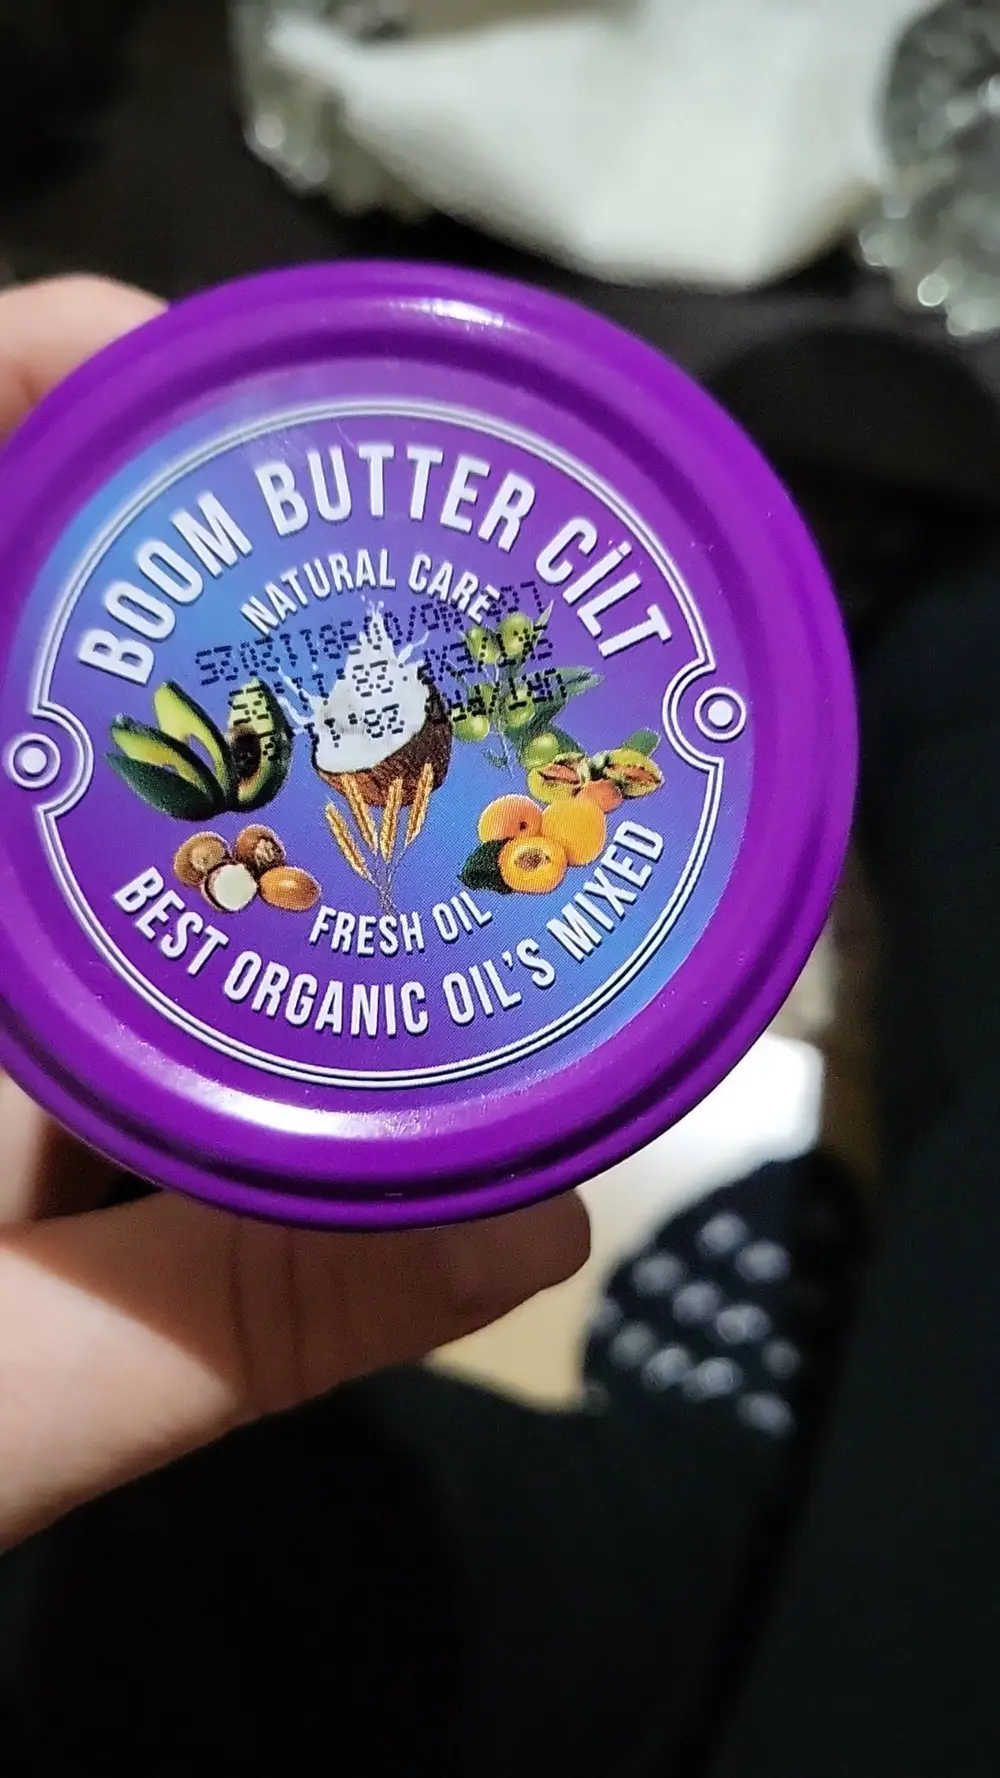 BOOM BUTTER CİLT
NATURAL CARE
FRESH OIL
BEST ORGANIC OIL'S MIXED